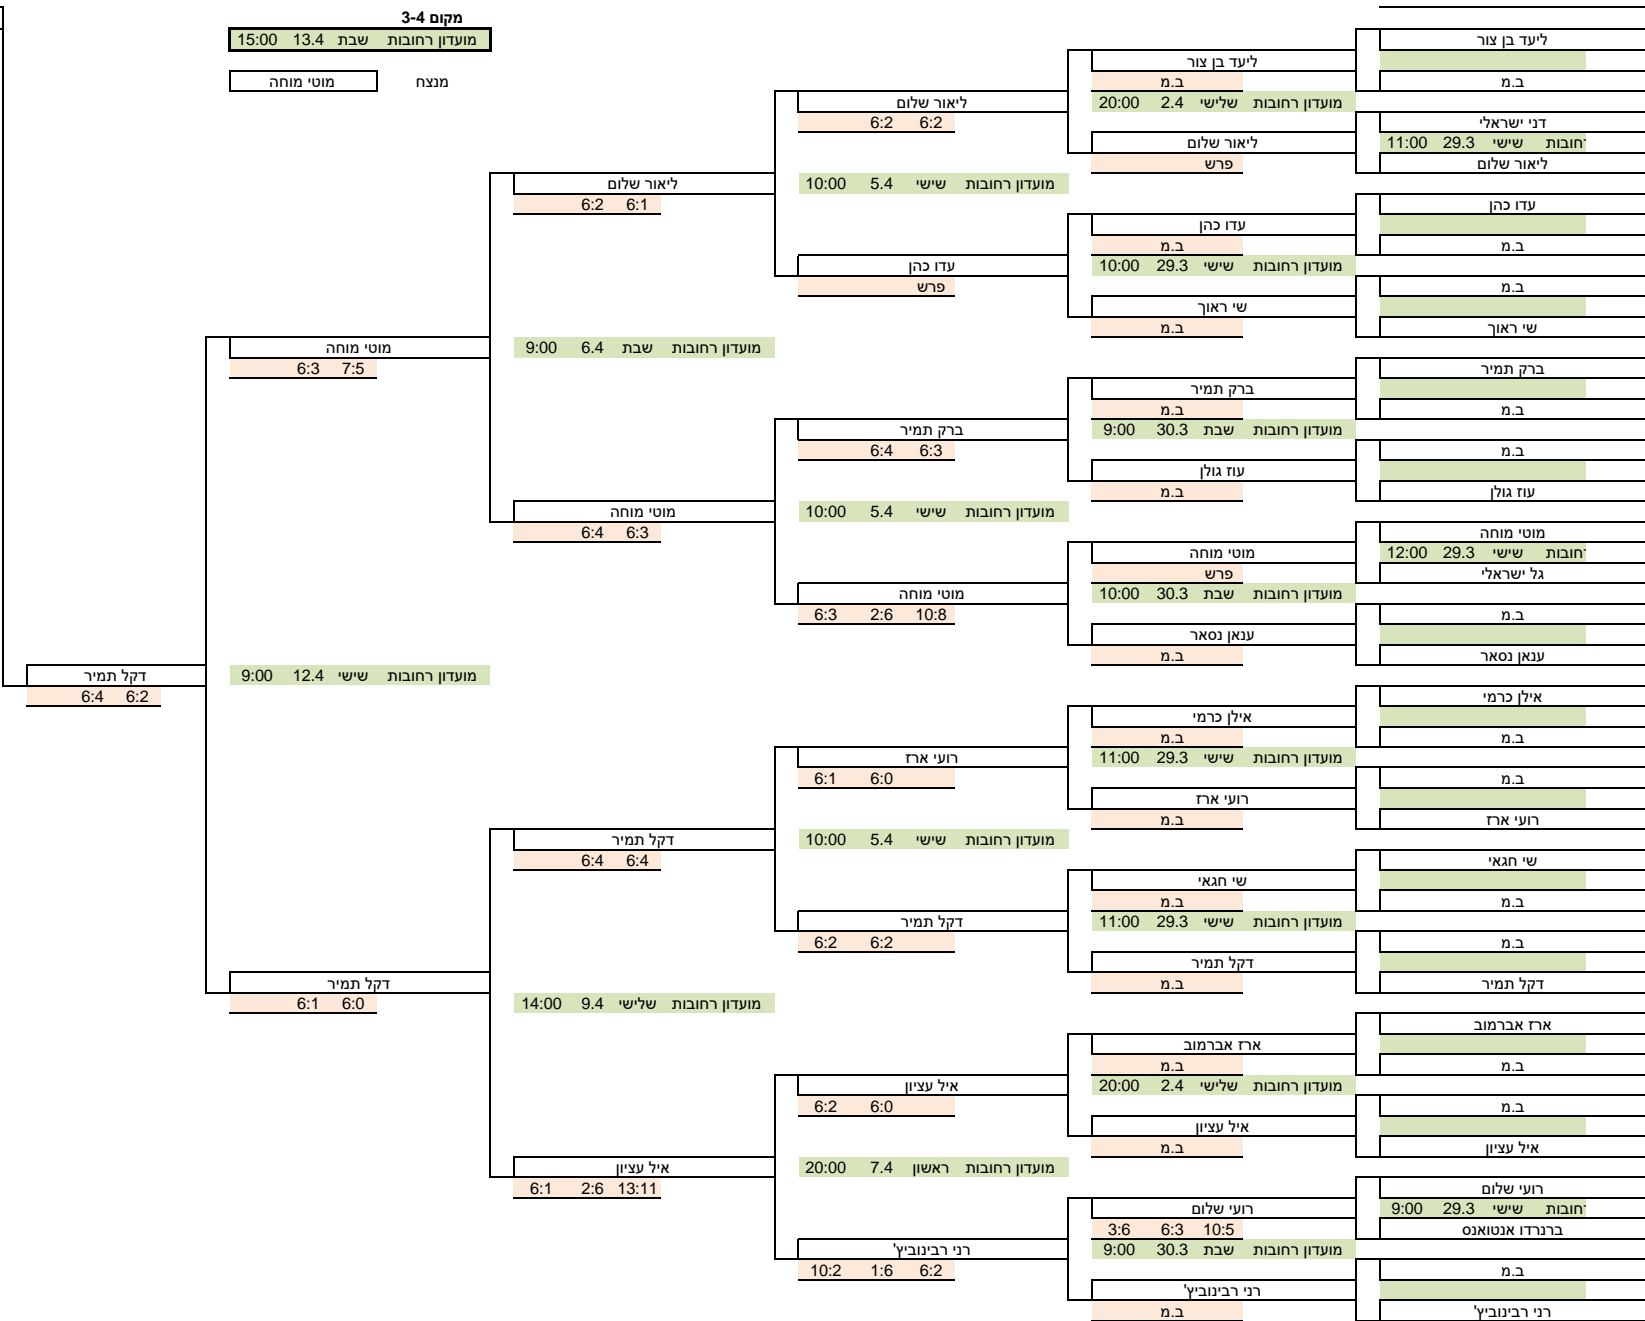 מקום 3-4
מועדון רחובות שבת 13.4 15:00
מנצח מוטי מוחה
ליעד בן צור
ב.מ
דני ישראלי
חובות שישי 29.3 11:00
ליאור שלום
עדו כהן
ב.מ
ב.מ
שי ראוך
ברק תמיר
ב.מ
ב.מ
עוז גולן
מוטי מוחה
רחובות שישי 29.3 12:00
גל ישראלי
ב.מ
ענאן נסאר
אילן כרמי
ב.מ
ב.מ
רועי ארז
שי חגאי
ב.מ
ב.מ
דקל תמיר
ארז אברמוב
ב.מ
ב.מ
איל עציון
רועי שלום
חובות שישי 29.3 9:00
ברנרדו אנטואנס
ב.מ
רני רבינוביץ'
ליעד בן צור
ב.מ
מועדון רחובות שלישי 2.4 20:00
ליאור שלום
פרש
עדו כהן
ב.מ
מועדון רחובות שישי 29.3 10:00
שי ראוך
ב.מ
ברק תמיר
ב.מ
מועדון רחובות שבת 30.3 9:00
עוז גולן
ב.מ
מוטי מוחה
פרש
מועדון רחובות שבת 30.3 10:00
ענאן נסאר
ב.מ
אילן כרמי
ב.מ
מועדון רחובות שישי 29.3 11:00
רועי ארז
ב.מ
שי חגאי
ב.מ
מועדון רחובות שישי 29.3 11:00
דקל תמיר
ב.מ
ארז אברמוב
ב.מ
מועדון רחובות שלישי 2.4 20:00
איל עציון
ב.מ
רועי שלום
3:6 6:3 10:5
מועדון רחובות שבת 30.3 9:00
רני רבינוביץ'
ב.מ
ליאור שלום
6:2 6:2
מועדון רחובות שישי 5.4 10:00
עדו כהן
פרש
ברק תמיר
6:4 6:3
מועדון רחובות שישי 5.4 10:00
מוטי מוחה
6:3 2:6 10:8
רועי ארז
6:1 6:0
מועדון רחובות שישי 5.4 10:00
דקל תמיר
6:2 6:2
איל עציון
6:2 6:0
מועדון רחובות ראשון 7.4 20:00
רני רבינוביץ'
10:2 1:6 6:2
ליאור שלום
6:2 6:1
מועדון רחובות שבת 6.4 9:00
מוטי מוחה
6:4 6:3
דקל תמיר
6:4 6:4
מועדון רחובות שלישי 9.4 14:00
איל עציון
6:1 2:6 13:11
מוטי מוחה
6:3 7:5
מועדון רחובות שישי 12.4 9:00
דקל תמיר
6:1 6:0
דקל תמיר
6:4 6:2